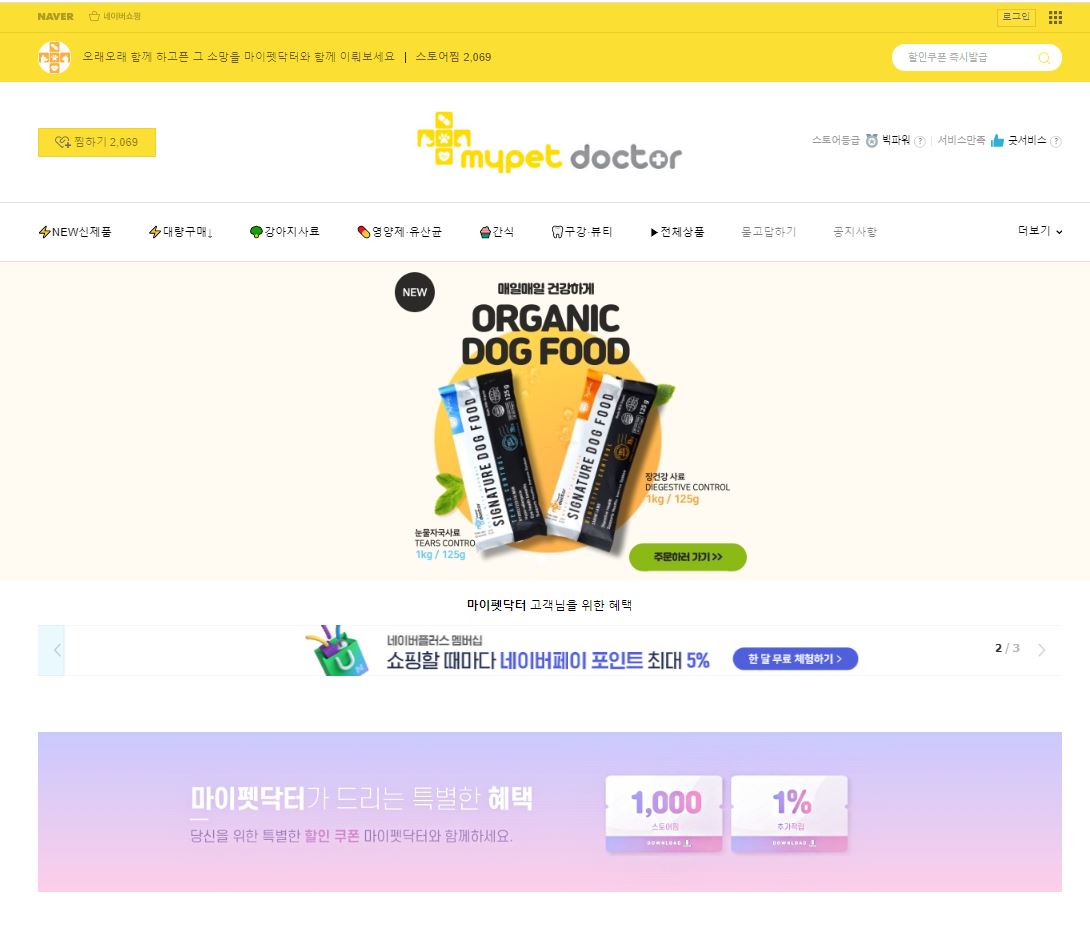 NAVER 네이버쇼핑 로그인
오래오래 함께 하고픈 그 소망을 마이펫닥터와 함께 이뤄보세요 | 스토어찜 2,069 할인쿠폰 즉시발급
찜하기 2,069
mypet doctor
스토어등급 빅파워 ? 서비스만족 굿서비스 ?
NEW신제품 대량구매↓ 강아지사료 영양제·유산균 간식 구강·뷰티 ▶전체상품 묻고답하기 공지사항 더보기
NEW
매일매일 건강하게
ORGANIC
DOG FOOD
SIGNATURE DOG FOOD
TEARS CONTROL
125g
SIGNATURE DOG FOOD
DIGESTIVE CONTROL
125g
장건강 사료
DIEGESTIVE CONTROL
1kg / 125g
눈물자국사료
TEARS CONTRO
1kg / 125g
주문하러 가기 >>
마이펫닥터 고객님을 위한 혜택
네이버플러스 멤버십
쇼핑할 때마다 네이버페이 포인트 최대 5%
한 달 무료 체험하기 >
2 / 3
마이펫닥터가 드리는 특별한 혜택
당신을 위한 특별한 할인 쿠폰 마이펫닥터와 함께하세요.
1,000
스토어찜
DOWNLOAD
1%
추가적립
DOWNLOAD